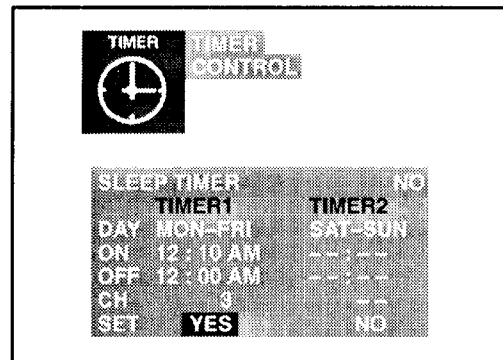 TIMER
TIMER
CONTROL
SLEEP TIMER NO
TIMER1 TIMER2
DAY MON-FRI SAT-SUN
ON 12:10 AM --:--
OFF 12:00 AM --:--
CH 3 --
SET YES NO